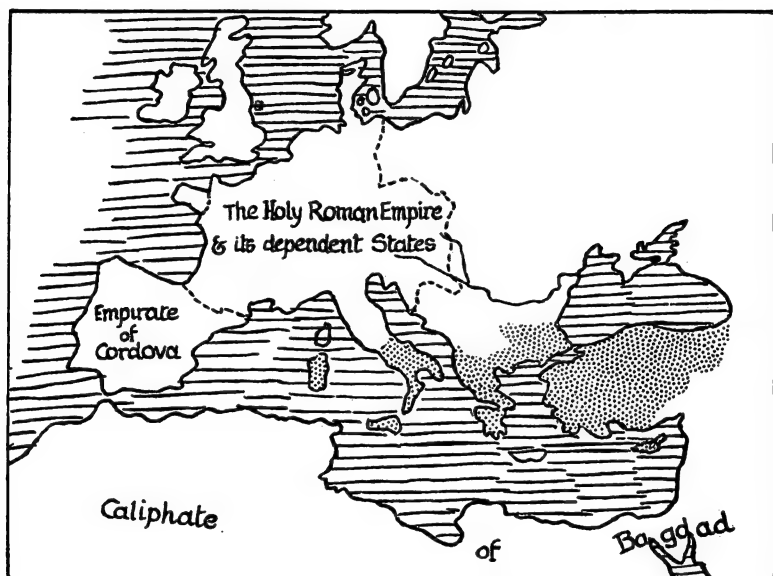 The Holy Roman Empire
& its dependent States
Empirate
of
Cordova
Caliphate
of
Bagdad